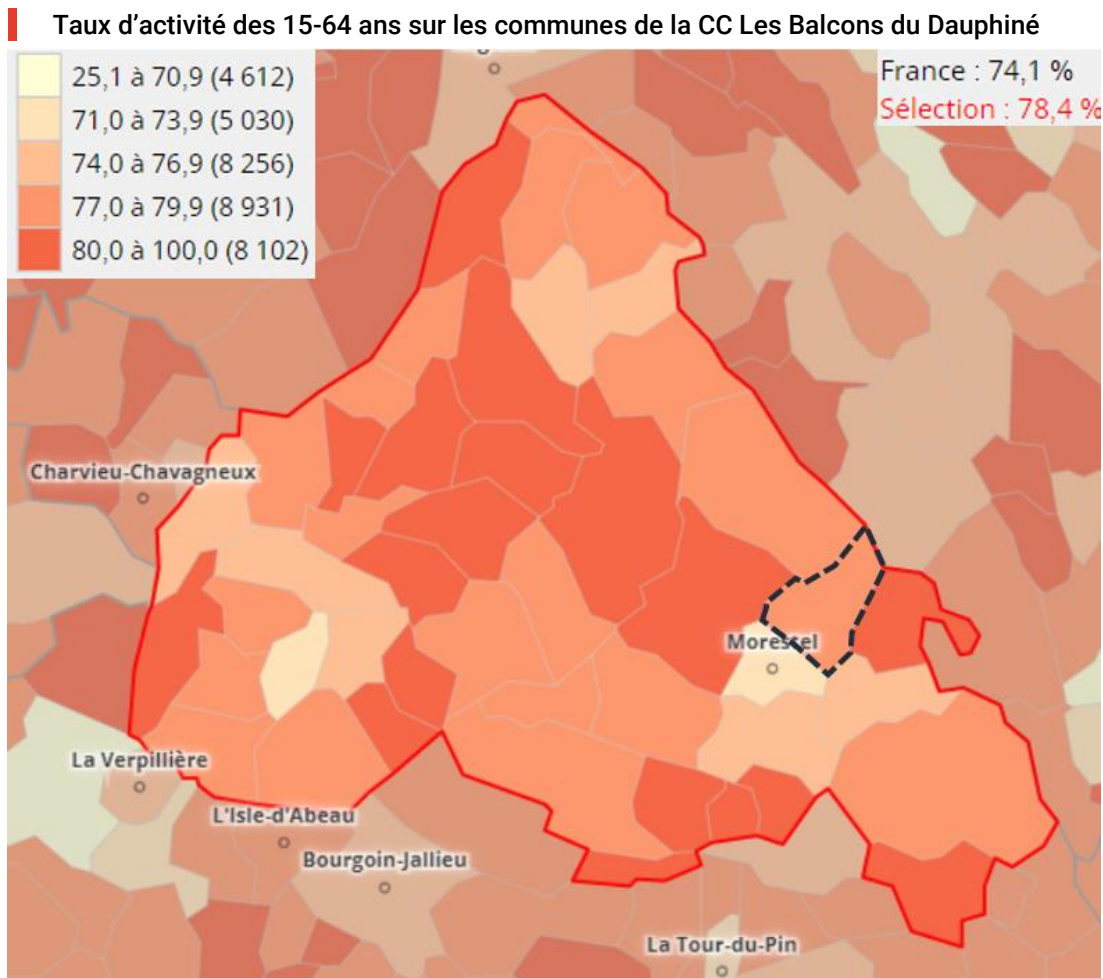 Taux d'activité des 15-64 ans sur les communes de la CC Les Balcons du Dauphiné
25,1 à 70,9 (4 612)
71,0 à 73,9 (5 030)
74,0 à 76,9 (8 256)
77,0 à 79,9 (8 931)
80,0 à 100,0 (8 102)
France : 74,1 %
Sélection : 78,4 %
Charvieu-Chavagneux
Morestel
La Verpillière
L'Isle-d'Abeau
Bourgoin-Jallieu
La Tour-du-Pin